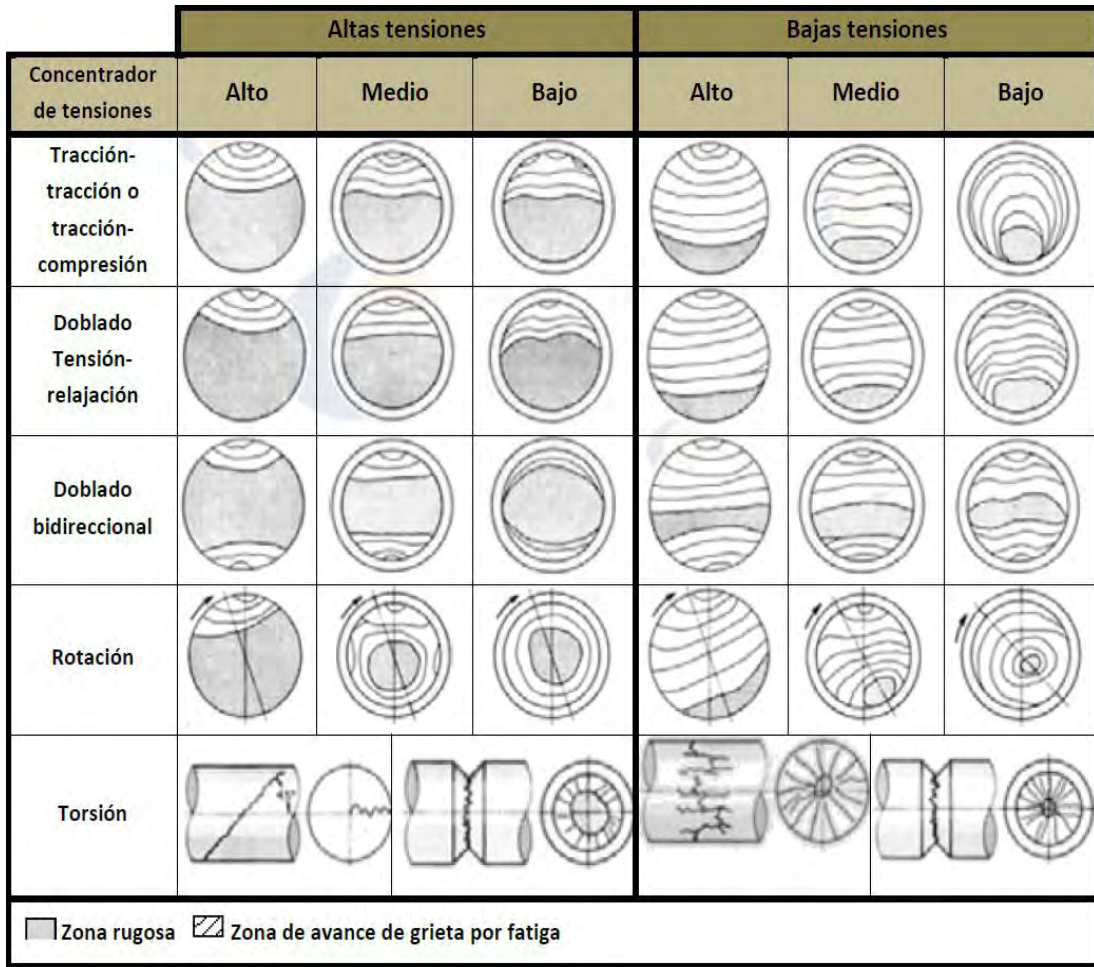 Altas tensiones
Bajas tensiones
Concentrador
de tensiones
Alto
Medio
Bajo
Alto
Medio
Bajo
Tracción-
tracción o
tracción-
compresión
Doblado
Tensión-
relajación
Doblado
bidireccional
Rotación
Torsión
Zona rugosa
Zona de avance de grieta por fatiga